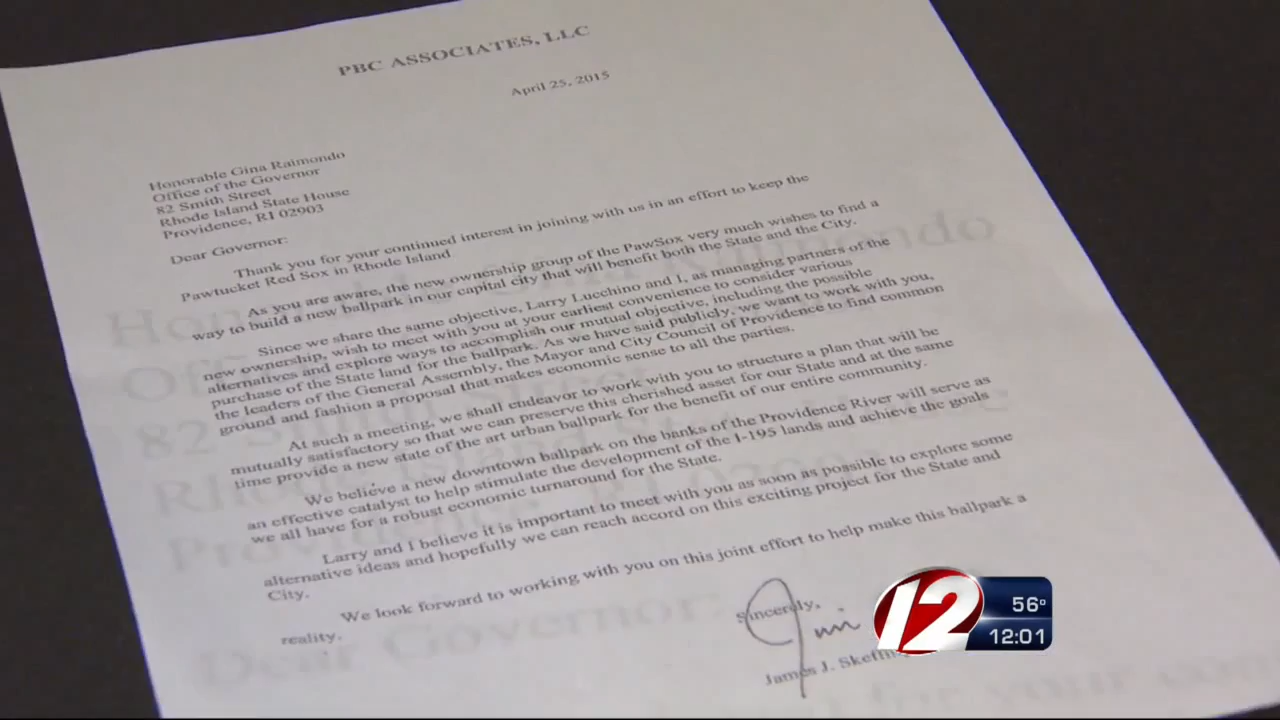 PBC ASSOCIATES, LLC
April 25, 2015
Honorable Gina Raimondo
Office of the Governor
82 Smith Street
Rhode Island State House
Providence, RI 02903
Dear Governor:
Thank you for your continued interest in joining with us in an effort to keep the
Pawtucket Red Sox in Rhode Island
As you are aware, the new ownership group of the PawSox very much wishes to find a
way to build a new ballpark in our capital city that will benefit both the State and the City.
Since we share the same objective, Larry Lucchino and I, as managing partners of the
new ownership, wish to meet with you at your earliest convenience to consider various
alternatives and explore ways to accomplish our mutual objective, including the possible
purchase of the State land for the ballpark. As we have said publicly, we want to work with you,
the leaders of the General Assembly, the Mayor and City Council of Providence to find common
ground and fashion a proposal that makes economic sense to all the parties.
At such a meeting, we shall endeavor to work with you to structure a plan that will be
mutually satisfactory so that we can preserve this cherished asset for our State and at the same
time provide a new state of the art urban ballpark for the benefit of our entire community.
We believe a new downtown ballpark on the banks of the Providence River will serve as
an effective catalyst to help stimulate the development of the I-195 lands and achieve the goals
we all have for a robust economic turnaround for the State.
Larry and I believe it is important to meet with you as soon as possible to explore some
alternative ideas and hopefully we can reach accord on this exciting project for the State and
City.
We look forward to working with you on this joint effort to help make this ballpark a
reality.
Sincerely,
Jim
James J.
12
56°
12:01